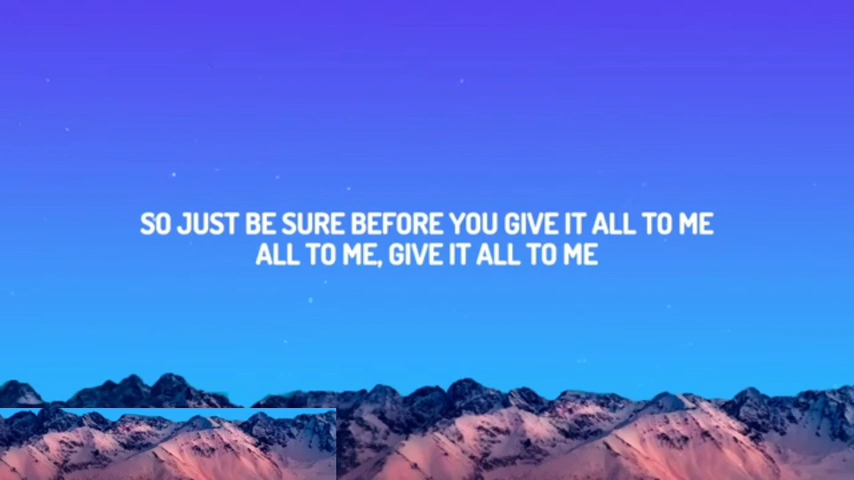 SO JUST BE SURE BEFORE YOU GIVE IT ALL TO ME
ALL TO ME, GIVE IT ALL TO ME